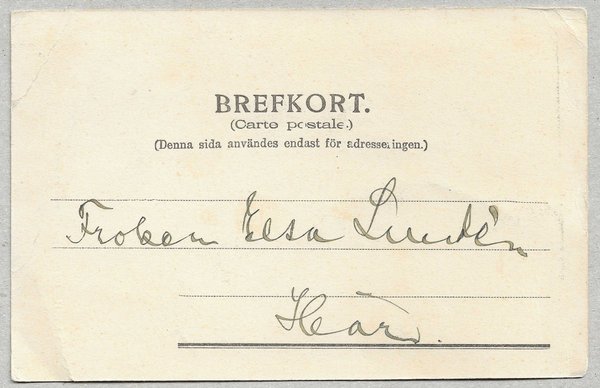 BREFKORT.
(Carte postale.)
(Denna sida användes endast för adresseringen.)
Fröken Elsa Lundén
Här.